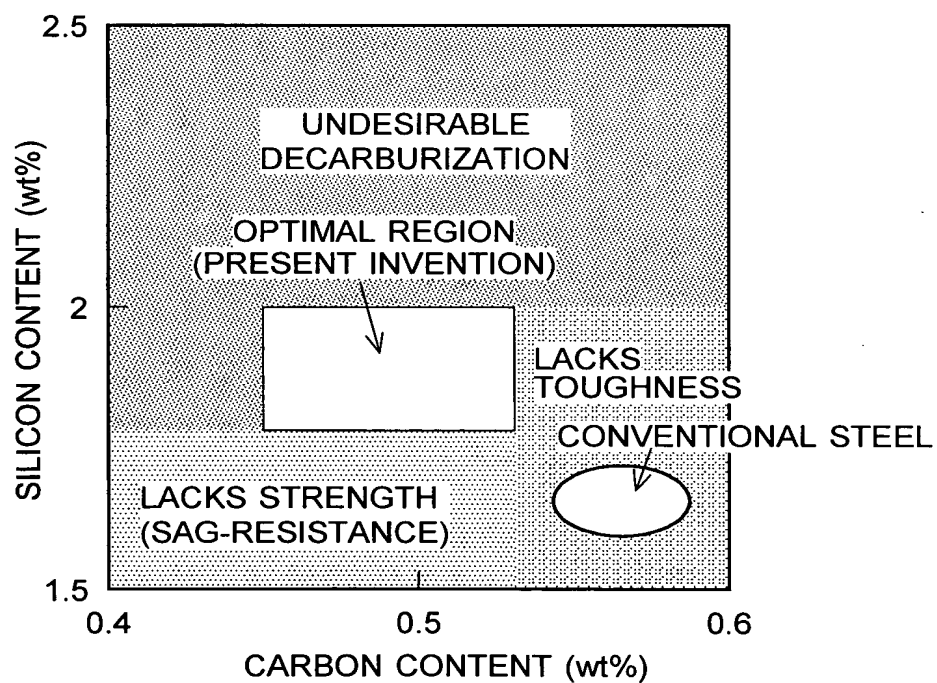 2.5
UNDESIRABLE
DECARBURIZATION
OPTIMAL REGION
(PRESENT INVENTION)
2
LACKS
TOUGHNESS
CONVENTIONAL STEEL
LACKS STRENGTH
(SAG-RESISTANCE)
1.5
0.4
0.5
0.6
CARBON CONTENT (wt%)
SILICON CONTENT (wt%)